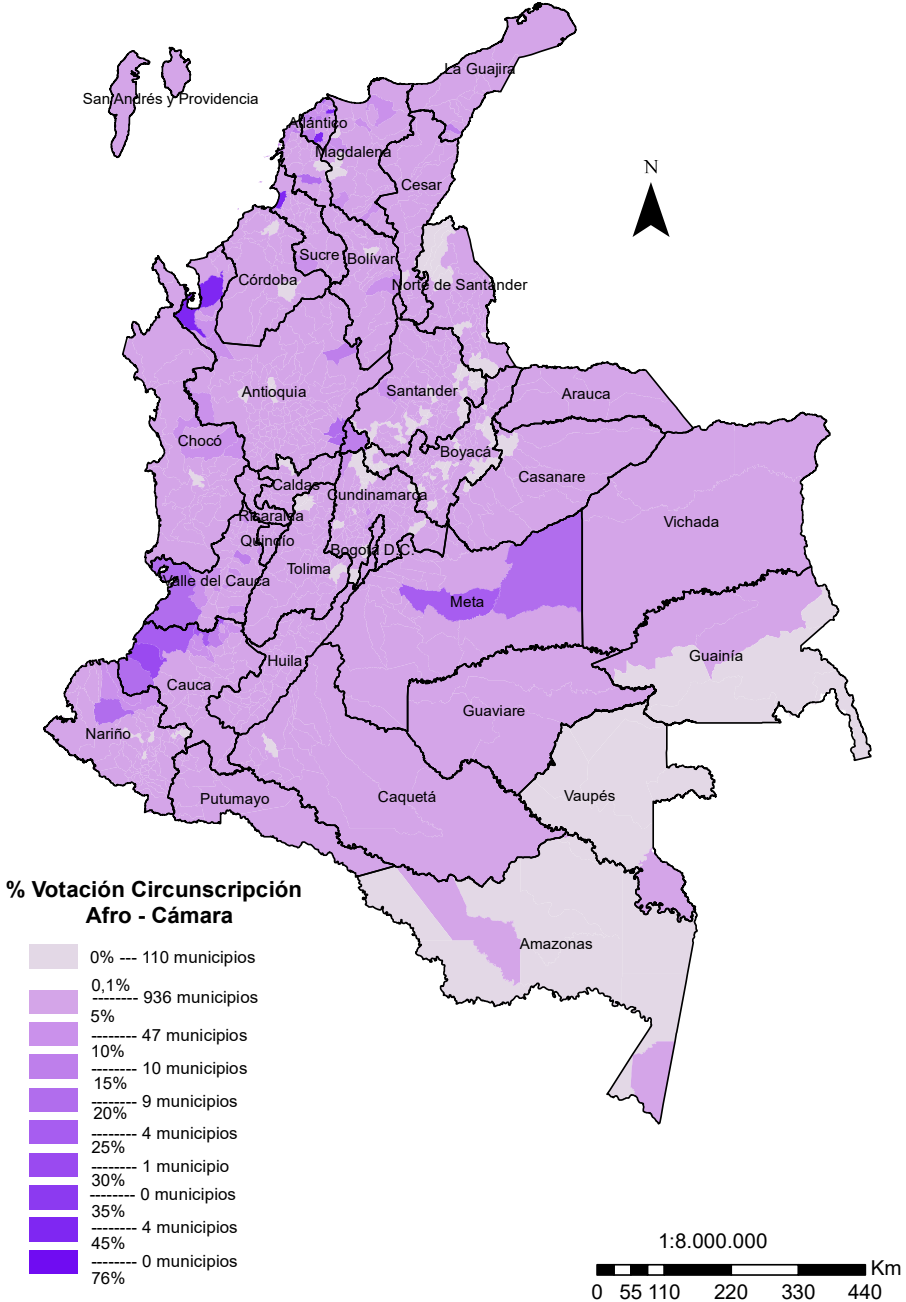 La Guajira
San Andrés y Providencia
Atlántico
Magdalena
N
Cesar
Sucre
Bolívar
Córdoba
Norte de Santander
Antioquia
Santander
Arauca
Chocó
Boyacá
Casanare
Caldas
Cundinamarca
Risaralda
Vichada
Quindío
Bogotá D.C.
Tolima
Valle del Cauca
Meta
Guainía
Huila
Cauca
Guaviare
Nariño
Putumayo
Caquetá
Vaupés
Amazonas
% Votación Circunscripción
Afro - Cámara
0% --- 110 municipios
0,1%
-------- 936 municipios
5%
-------- 47 municipios
10%
-------- 10 municipios
15%
-------- 9 municipios
20%
-------- 4 municipios
25%
-------- 1 municipio
30%
-------- 0 municipios
35%
-------- 4 municipios
45%
-------- 0 municipios
76%
1:8.000.000
Km
0 55 110 220 330 440